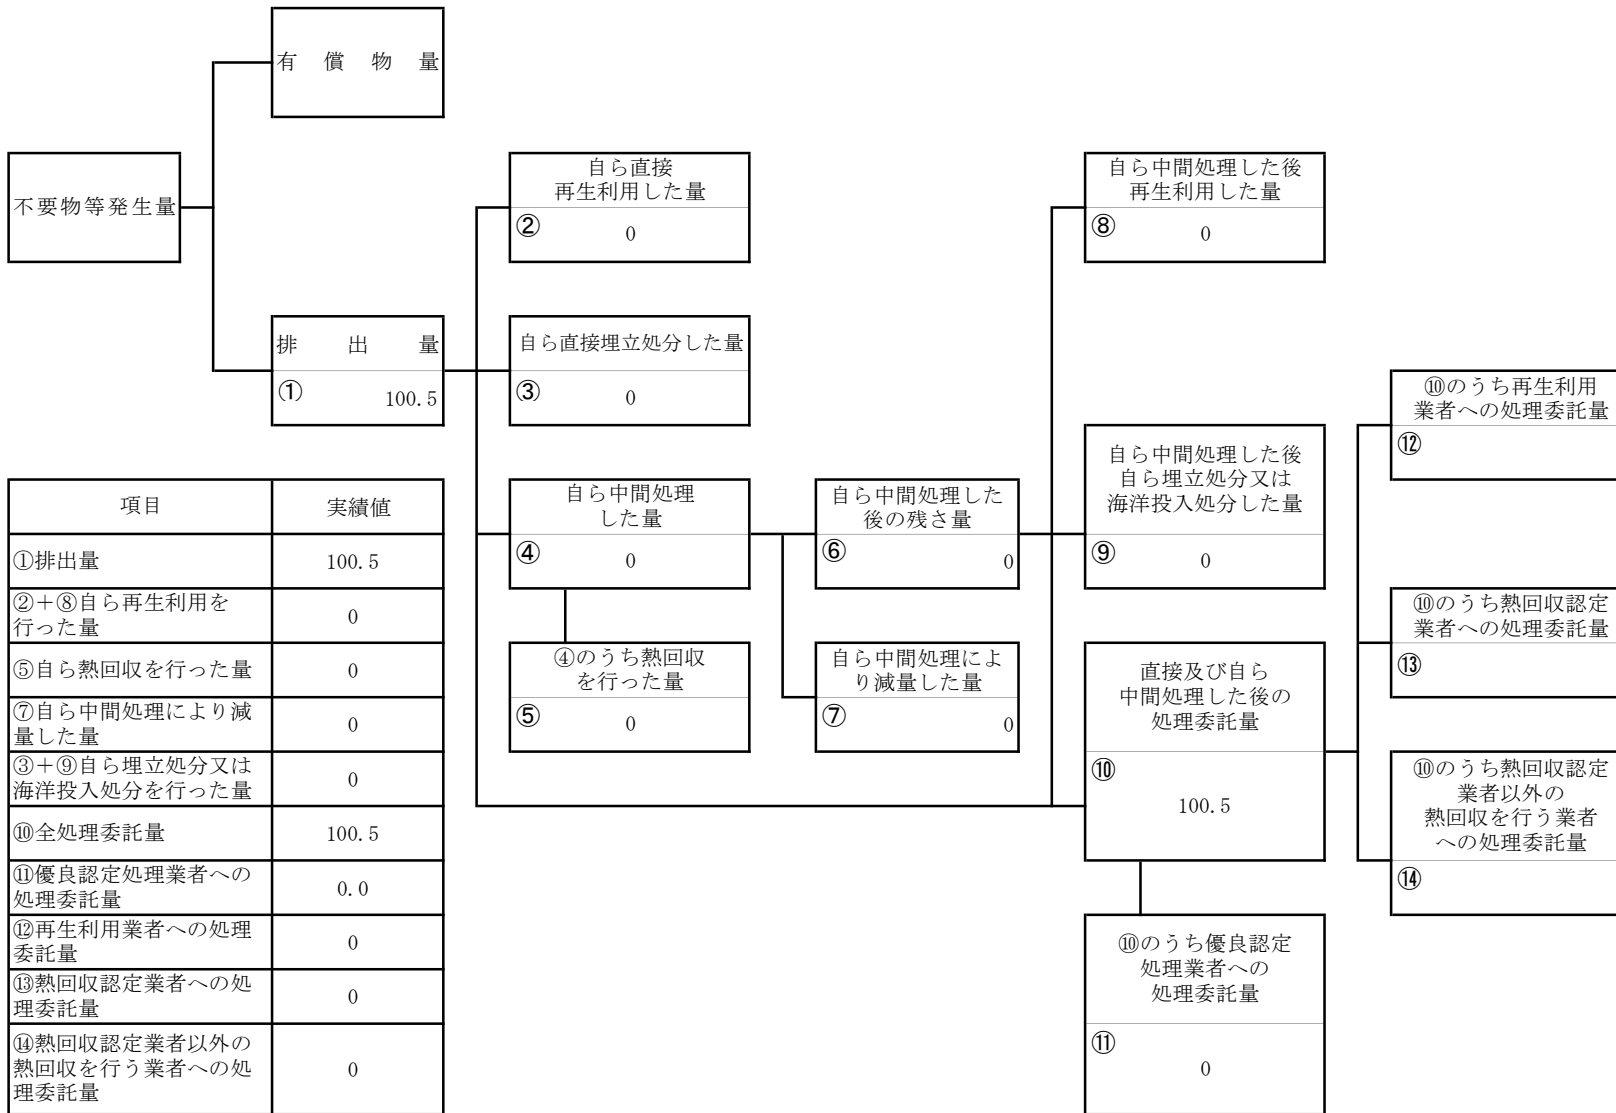 有償物量
不要物等発生量
排出量
①
100.5
自ら直接
再生利用した量
②
0
自ら直接埋立処分した量
③
0
自ら中間処理
した量
④
0
④のうち熱回収
を行った量
⑤
0
自ら中間処理した
後の残さ量
⑥
0
自ら中間処理によ
り減量した量
⑦
0
自ら中間処理した後
再生利用した量
⑧
0
自ら中間処理した後
自ら埋立処分又は
海洋投入処分した量
⑨
0
直接及び自ら
中間処理した後の
処理委託量
⑩
100.5
⑩のうち優良認定
処理業者への
処理委託量
⑪
0
⑩のうち再生利用
業者への処理委託量
⑫
⑩のうち熱回収認定
業者への処理委託量
⑬
⑩のうち熱回収認定
業者以外の
熱回収を行う業者
への処理委託量
⑭
項目 実績値
①排出量 100.5
②+⑧自ら再生利用を
行った量 0
⑤自ら熱回収を行った量 0
⑦自ら中間処理により減
量した量 0
③+⑨自ら埋立処分又は
海洋投入処分を行った量 0
⑩全処理委託量 100.5
⑪優良認定処理業者への
処理委託量 0.0
⑫再生利用業者への処理
委託量 0
⑬熱回収認定業者への処
理委託量 0
⑭熱回収認定業者以外の
熱回収を行う業者への処
理委託量 0